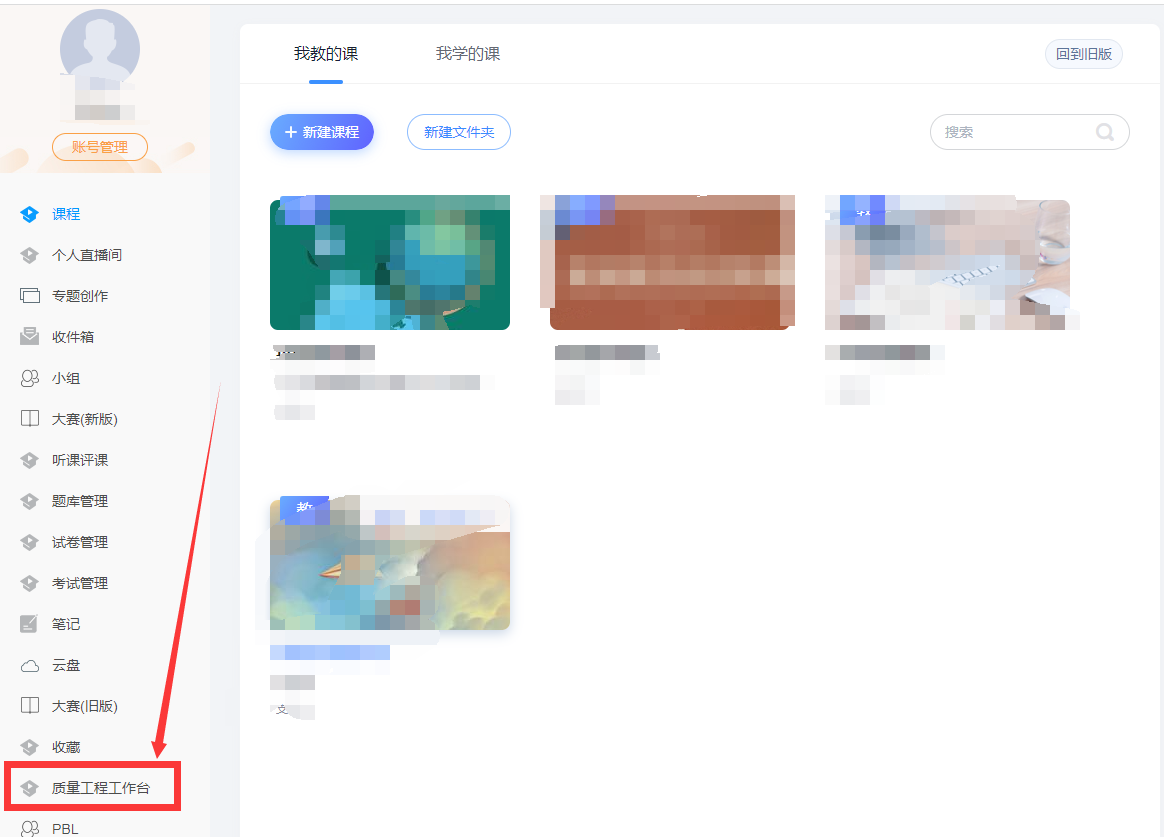 我教的课
我学的课
回到旧版
账号管理
+ 新建课程
新建文件夹
搜索
课程
个人直播间
专题创作
收件箱
小组
大赛(新版)
听课评课
题库管理
试卷管理
考试管理
笔记
云盘
大赛(旧版)
收藏
质量工程工作台
PBL
教